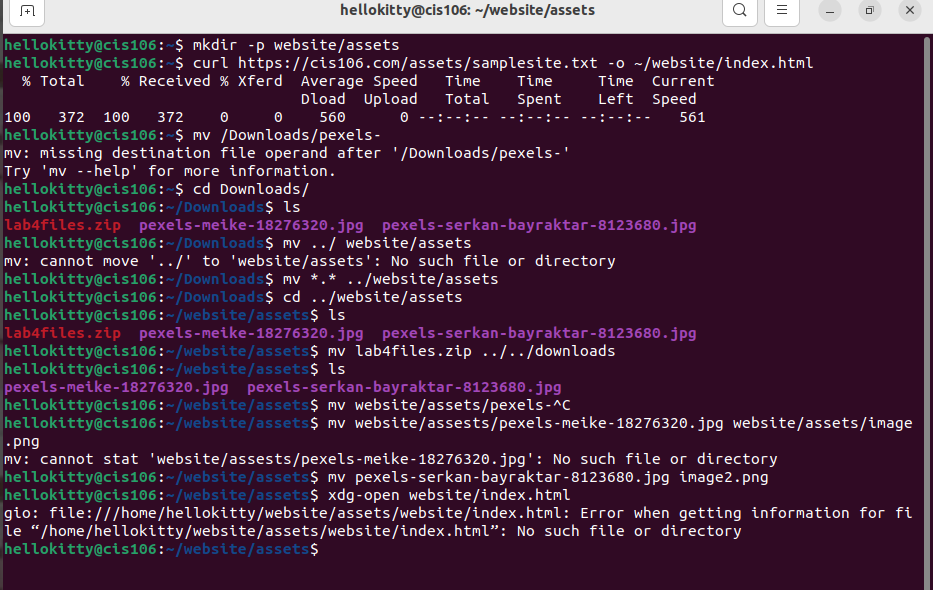 hellokitty@cis106: ~/website/assets
hellokitty@cis106:~$ mkdir -p website/assets
hellokitty@cis106:~$ curl https://cis106.com/assets/samplesite.txt -o ~/website/index.html
  % Total    % Received % Xferd  Average Speed   Time    Time     Time  Current
                                 Dload  Upload   Total   Spent    Left  Speed
100   372  100   372    0     0    560      0 --:--:-- --:--:-- --:--:--   561
hellokitty@cis106:~$ mv /Downloads/pexels-
mv: missing destination file operand after '/Downloads/pexels-'
Try 'mv --help' for more information.
hellokitty@cis106:~$ cd Downloads/
hellokitty@cis106:~/Downloads$ ls
lab4files.zip  pexels-meike-18276320.jpg  pexels-serkan-bayraktar-8123680.jpg
hellokitty@cis106:~/Downloads$ mv ../ website/assets
mv: cannot move '../' to 'website/assets': No such file or directory
hellokitty@cis106:~/Downloads$ mv *.* ../website/assets
hellokitty@cis106:~/Downloads$ cd ../website/assets
hellokitty@cis106:~/website/assets$ ls
lab4files.zip  pexels-meike-18276320.jpg  pexels-serkan-bayraktar-8123680.jpg
hellokitty@cis106:~/website/assets$ mv lab4files.zip ../../downloads
hellokitty@cis106:~/website/assets$ ls
pexels-meike-18276320.jpg  pexels-serkan-bayraktar-8123680.jpg
hellokitty@cis106:~/website/assets$ mv website/assets/pexels-^C
hellokitty@cis106:~/website/assets$ mv website/assests/pexels-meike-18276320.jpg website/assets/image
.png
mv: cannot stat 'website/assests/pexels-meike-18276320.jpg': No such file or directory
hellokitty@cis106:~/website/assets$ mv pexels-serkan-bayraktar-8123680.jpg image2.png
hellokitty@cis106:~/website/assets$ xdg-open website/index.html
gio: file:///home/hellokitty/website/assets/website/index.html: Error when getting information for fi
le “/home/hellokitty/website/assets/website/index.html”: No such file or directory
hellokitty@cis106:~/website/assets$